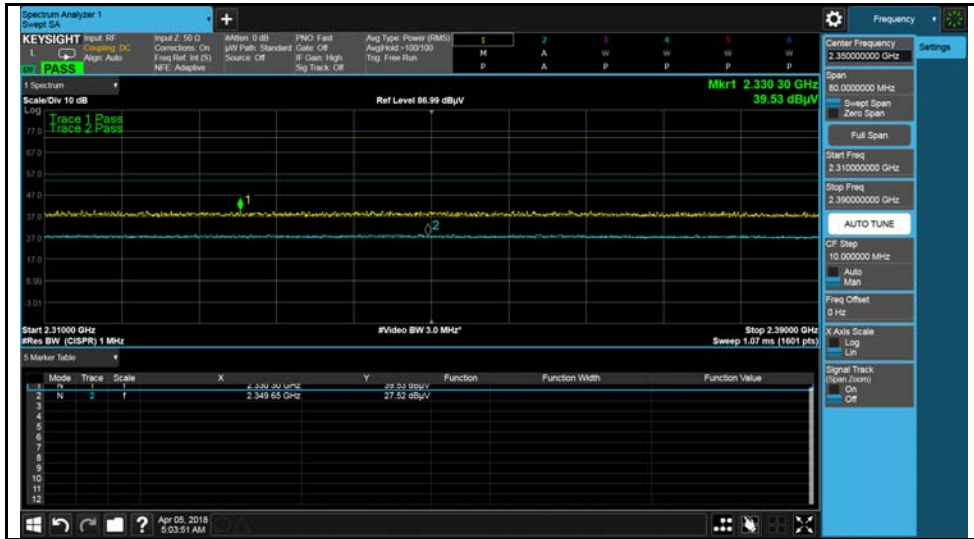 Spectrum Analyzer 1
Swept SA
+
Frequency
KEYSIGHT Input: RF Input Z: 50 Ω #Atten: 0 dB PNO: Fast Avg Type: Power (RMS) 1 2 3 4 5 6
L Coupling: DC Corrections: On µW Path: Standard Gate: Off Avg|Hold:>100/100 M A W W W W
Align: Auto Freq Ref: Int (S) Source: Off IF Gain: High Trig: Free Run
PASS NFE: Adaptive Sig Track: Off P A P P P P
Center Frequency
2.350000000 GHz
Settings
Span
80.0000000 MHz
Swept Span
Zero Span
Full Span
Start Freq
2.310000000 GHz
Stop Freq
2.390000000 GHz
AUTO TUNE
CF Step
10.000000 MHz
Auto
Man
Freq Offset
0 Hz
X Axis Scale
Log
Lin
Signal Track
(Span Zoom)
On
Off
1 Spectrum
Mkr1 2.330 30 GHz
Scale/Div 10 dB Ref Level 86.99 dBµV 39.53 dBµV
Log
Trace 1 Pass
Trace 2 Pass
77.0
67.0
57.0
47.0
37.0
27.0
17.0
6.99
-3.01
1
2
Start 2.31000 GHz #Video BW 3.0 MHz* Stop 2.39000 GHz
#Res BW (CISPR) 1 MHz Sweep 1.07 ms (1601 pts)
5 Marker Table
Mode Trace Scale X Y Function Function Width Function Value
1 N 1 f 2.330 30 GHz 39.53 dBµV
2 N 2 f 2.349 65 GHz 27.52 dBµV
3
4
5
6
7
8
9
10
11
12
? Apr 05, 2018
5:03:51 AM